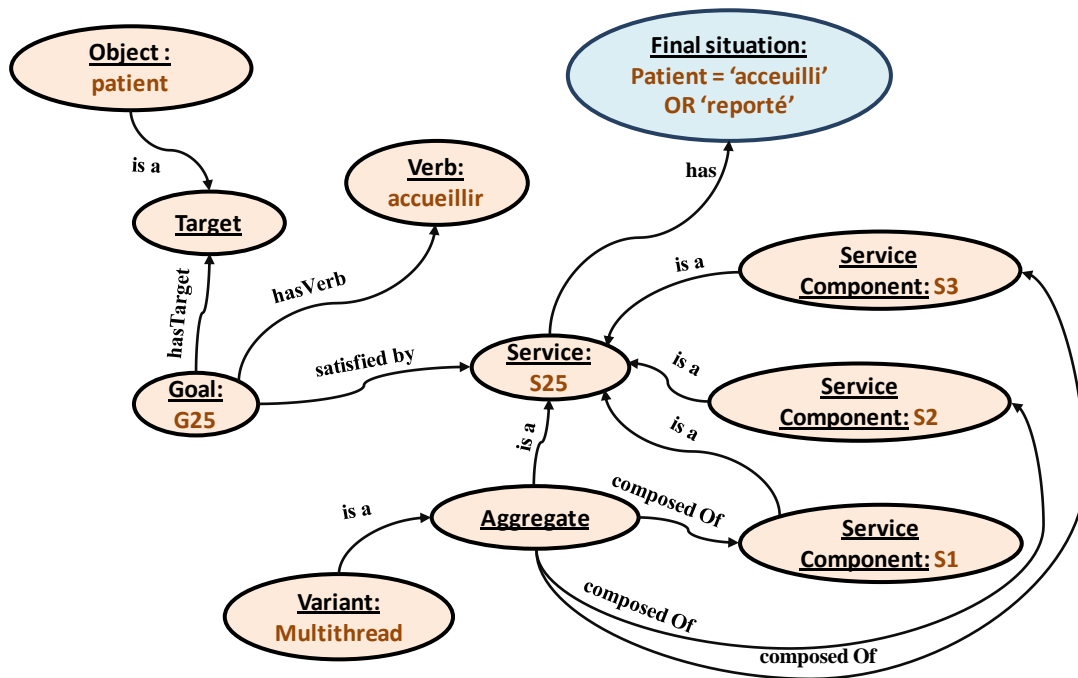 Object :
patient
Final situation:
Patient = ‘acceuilli’
OR ‘reporté’
is a
has
Verb:
accueillir
Target
is a
Service
Component: S3
hasTarget
hasVerb
satisfied by
Service:
S25
is a
Service
Component: S2
Goal:
G25
is a
is a
composed Of
is a
Aggregate
Service
Component: S1
Variant:
Multithread
composed Of
composed Of